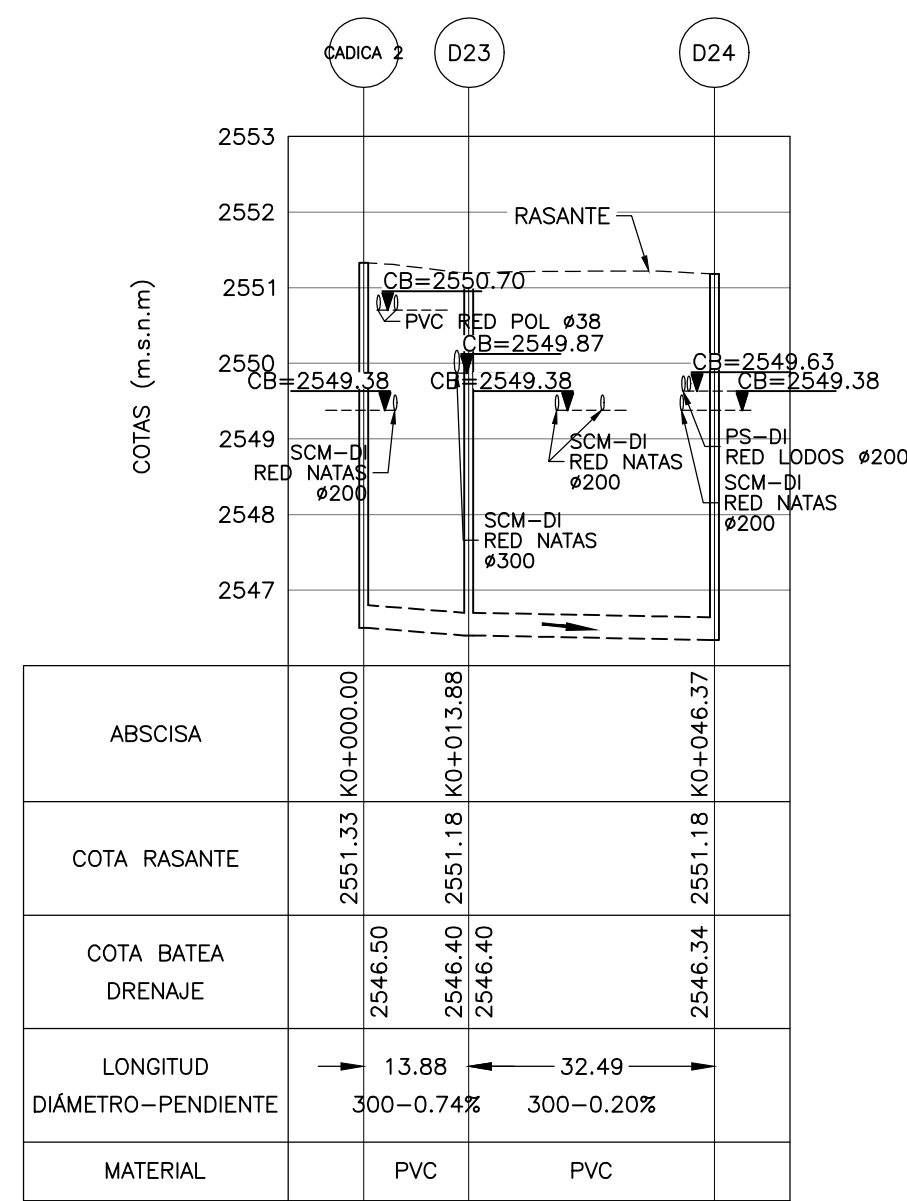 CADICA 2
D23
D24
2553
2552
2551
2550
2549
2548
2547
COTAS (m.s.n.m)
RASANTE
CB=2550.70
PVC RED POL ø38
CB=2549.87
CB=2549.63
CB=2549.38
CB=2549.38
CB=2549.38
SCM-DI
RED NATAS
ø200
SCM-DI
RED NATAS
ø200
PS-DI
RED LODOS ø200
SCM-DI
RED NATAS
ø200
SCM-DI
RED NATAS
ø300
ABSCISA
K0+000.00
K0+013.88
K0+046.37
COTA RASANTE
2551.33
2551.18
2551.18
COTA BATEA
DRENAJE
2546.50
2546.40
2546.40
2546.34
LONGITUD
DIÁMETRO-PENDIENTE
13.88
32.49
300-0.74%
300-0.20%
MATERIAL
PVC
PVC